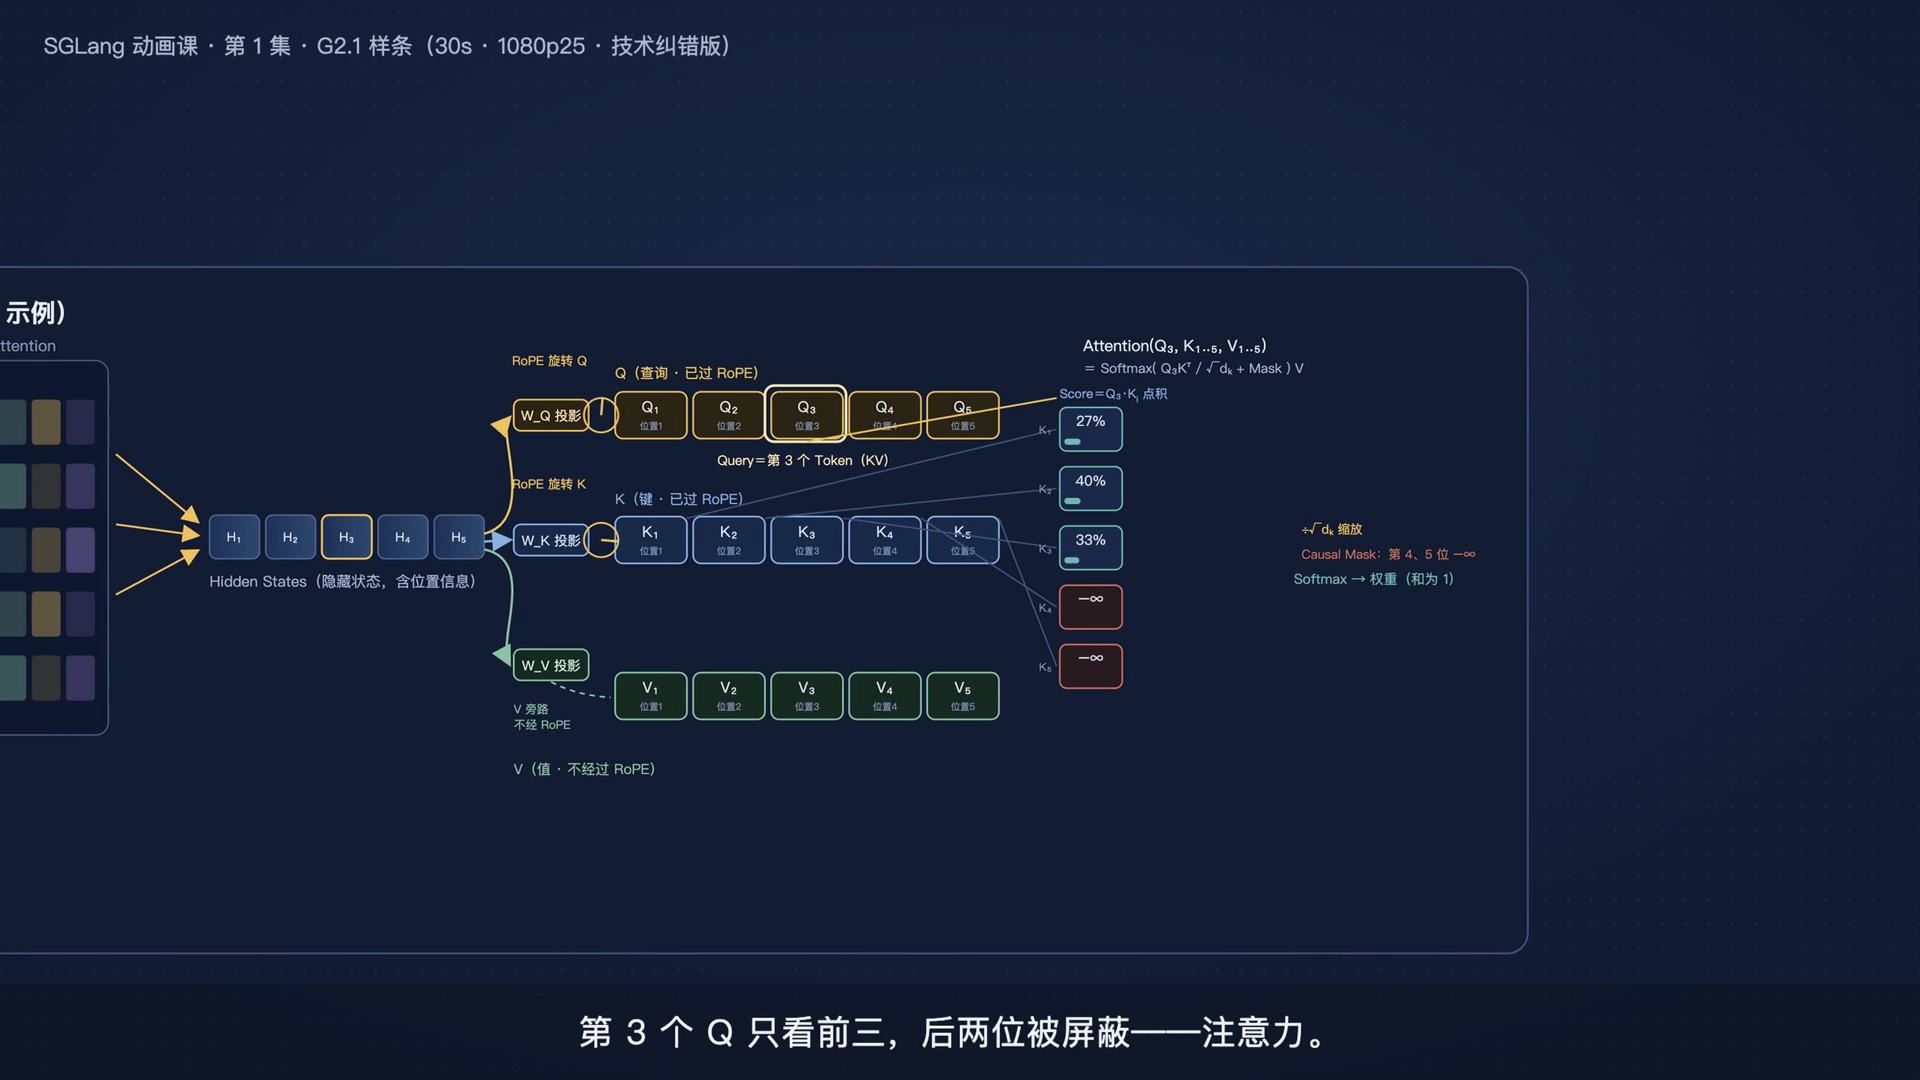 SGLang 动画课 · 第 1 集 · G2.1 样条（30s · 1080p25 · 技术纠错版）
示例）
ttention
Attention(Q₃, K₁..₅, V₁..₅)
= Softmax( Q₃Kᵀ / √dₖ + Mask ) V
RoPE 旋转 Q
Q（查询 · 已过 RoPE）
Score=Q₃·Kⱼ 点积
W_Q 投影
Q₁
位置1
Q₂
位置2
Q₃
位置3
Q₄
位置4
Q₅
位置5
K₁
27%
Query=第 3 个 Token（KV）
RoPE 旋转 K
K（键 · 已过 RoPE）
K₂
40%
H₁
H₂
H₃
H₄
H₅
Hidden States（隐藏状态，含位置信息）
W_K 投影
K₁
位置1
K₂
位置2
K₃
位置3
K₄
位置4
K₅
位置5
K₃
33%
÷√dₖ 缩放
Causal Mask：第 4、5 位 −∞
Softmax → 权重（和为 1）
K₄
−∞
K₅
−∞
W_V 投影
V₁
位置1
V₂
位置2
V₃
位置3
V₄
位置4
V₅
位置5
V 旁路
不经 RoPE
V（值 · 不经过 RoPE）
第 3 个 Q 只看前三，后两位被屏蔽——注意力。